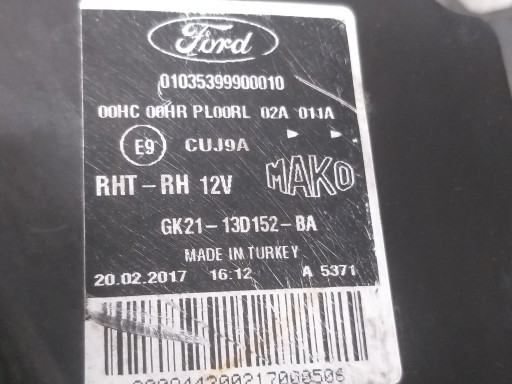 Ford
01035399900010
00HC 00HR PL00RL 02A 01IA
E9 CUJ9A
RHT-RH 12V MAKO
GK21-13D152-BA
MADE IN TURKEY
20.02.2017 16:12 A 5371